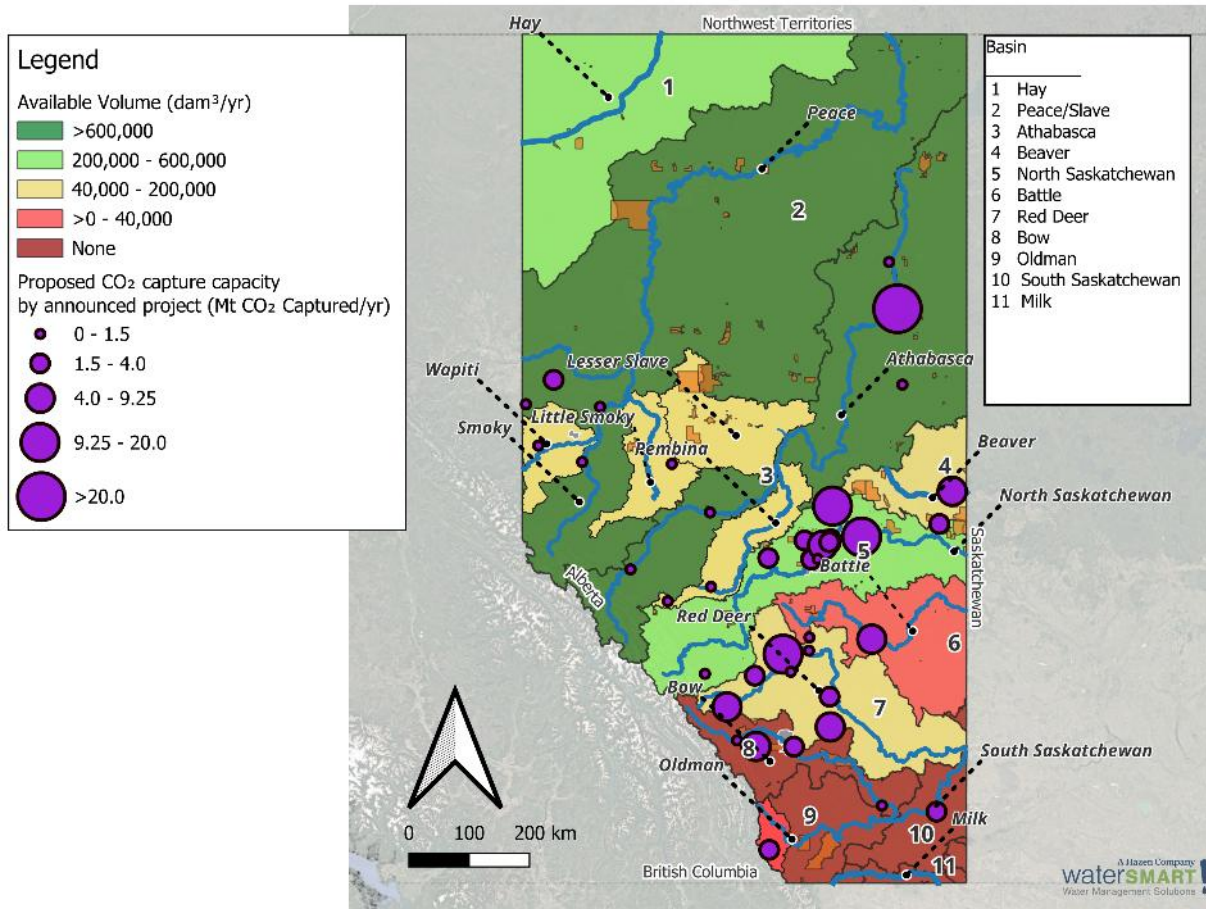 Legend
Available Volume (dam³/yr)
>600,000
200,000 - 600,000
40,000 - 200,000
>0 - 40,000
None
Proposed CO₂ capture capacity
by announced project (Mt CO₂ Captured/yr)
0 - 1.5
1.5 - 4.0
4.0 - 9.25
9.25 - 20.0
>20.0
Northwest Territories
Hay
1
Peace
2
Athabasca
Lesser Slave
Wapiti
Little Smoky
Smoky
Pembina
3
Beaver
4
North Saskatchewan
Saskatchewan
5
Battle
Alberta
Red Deer
6
Bow
7
8
South Saskatchewan
Oldman
9
Milk
10
11
British Columbia
0 100 200 km
Basin
1 Hay
2 Peace/Slave
3 Athabasca
4 Beaver
5 North Saskatchewan
6 Battle
7 Red Deer
8 Bow
9 Oldman
10 South Saskatchewan
11 Milk
A Hazen Company
waterSMART
Water Management Solutions